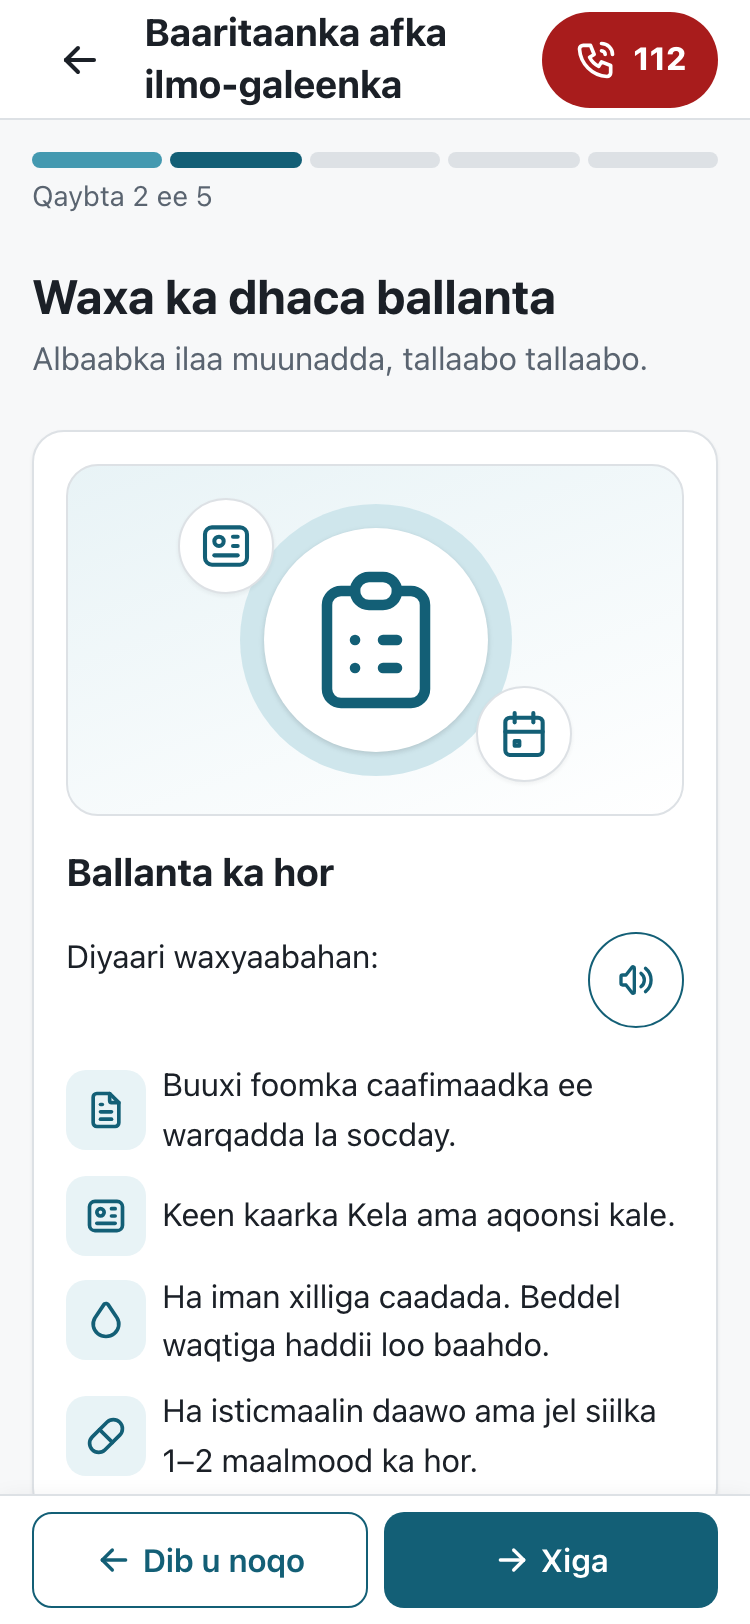 Baaritaanka afka
ilmo-galeenka
112
Qaybta 2 ee 5
Waxa ka dhaca ballanta
Albaabka ilaa muunadda, tallaabo tallaabo.
Ballanta ka hor
Diyaari waxyaabahan:
Buuxi foomka caafimaadka ee
warqadda la socday.
Keen kaarka Kela ama aqoonsi kale.
Ha iman xilliga caadada. Beddel
waqtiga haddii loo baahdo.
Ha isticmaalin daawo ama jel siilka
1–2 maalmood ka hor.
← Dib u noqo
→ Xiga